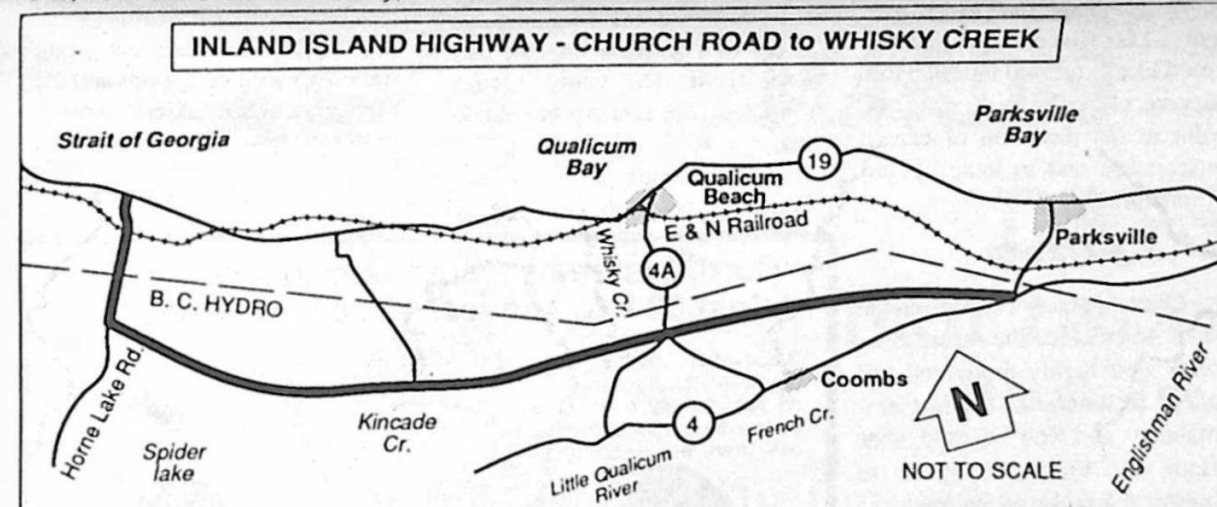 INLAND ISLAND HIGHWAY - CHURCH ROAD to WHISKY CREEK
Strait of Georgia
Qualicum
Bay
Parksville
Bay
19
Qualicum
Beach
E & N Railroad
Parksville
Whisky Cr.
4A
B. C. HYDRO
Horne Lake Rd.
Spider
lake
Kincade
Cr.
Coombs
4
French Cr.
Little Qualicum
River
N
NOT TO SCALE
Englishman River